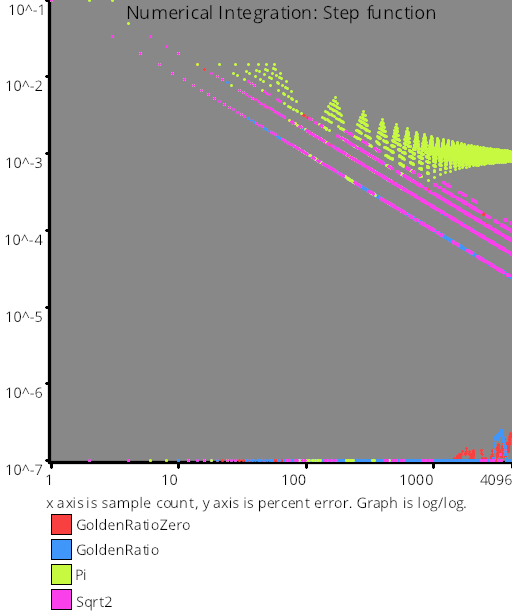 Numerical Integration: Step function
10^-1
10^-2
10^-3
10^-4
10^-5
10^-6
10^-7
1 10 100 1000 4096
x axis is sample count, y axis is percent error. Graph is log/log.
GoldenRatioZero
GoldenRatio
Pi
Sqrt2